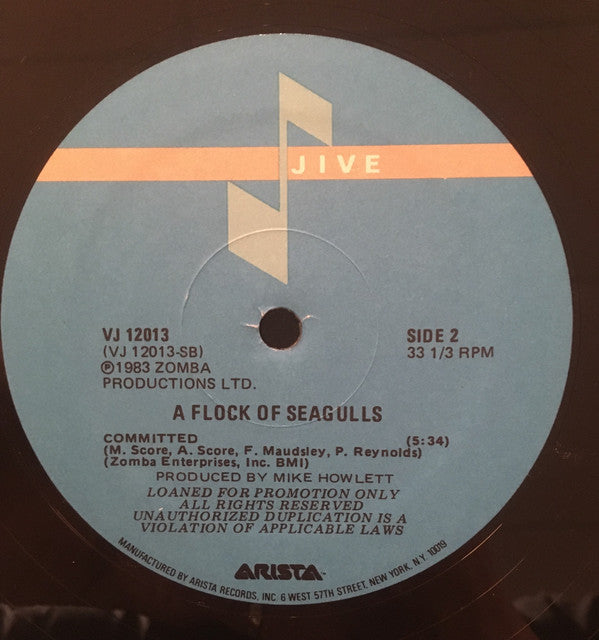 JIVE
VJ 12013
(VJ 12013-SB)
℗1983 ZOMBA
PRODUCTIONS LTD.
SIDE 2
33 1/3 RPM
A FLOCK OF SEAGULLS
COMMITTED (5:34)
(M. Score, A. Score, F. Maudsley, P. Reynolds)
(Zomba Enterprises, Inc. BMI)
PRODUCED BY MIKE HOWLETT
LOANED FOR PROMOTION ONLY
ALL RIGHTS RESERVED
UNAUTHORIZED DUPLICATION IS A
VIOLATION OF APPLICABLE LAWS
ARISTA
MANUFACTURED BY ARISTA RECORDS, INC. 6 WEST 57TH STREET, NEW YORK, N.Y. 10019